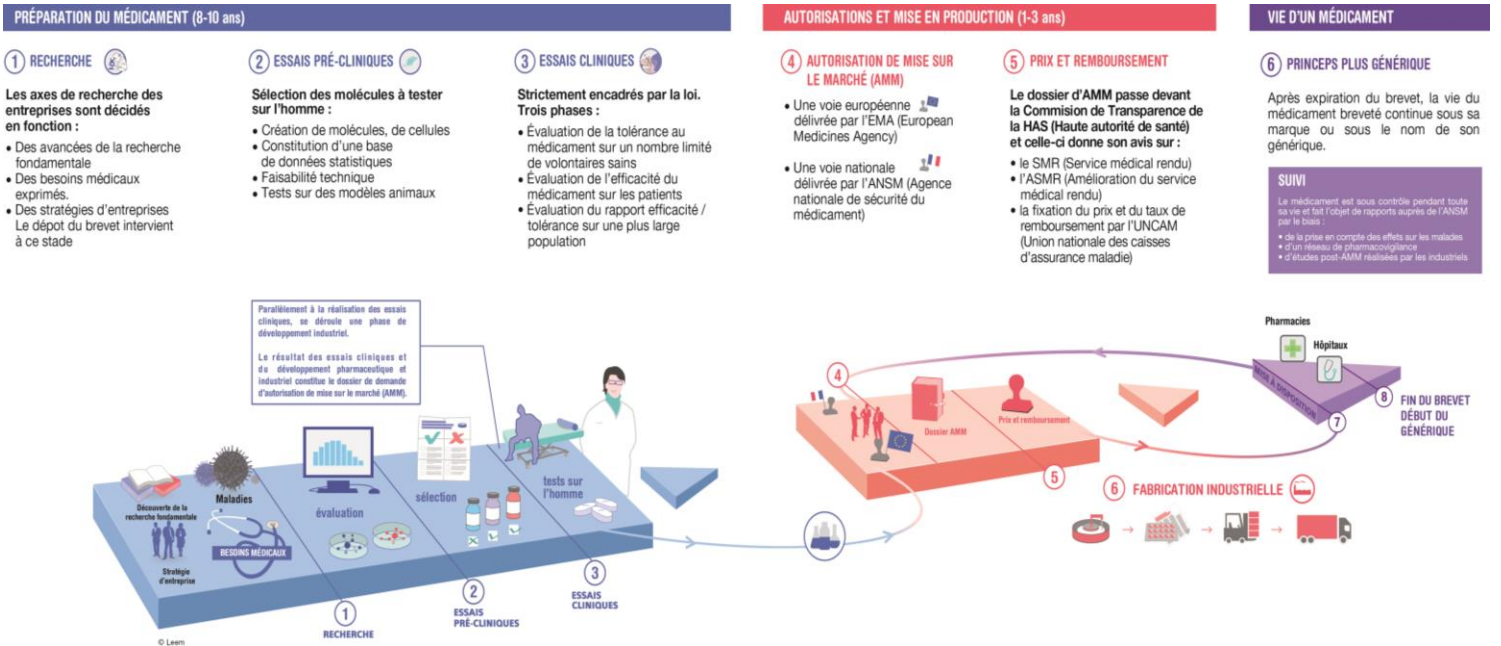 PRÉPARATION DU MÉDICAMENT (8-10 ans)
1 RECHERCHE
Les axes de recherche des
entreprises sont décidés
en fonction :
• Des avancées de la recherche
fondamentale
• Des besoins médicaux
exprimés.
• Des stratégies d'entreprises
Le dépot du brevet intervient
à ce stade
2 ESSAIS PRÉ-CLINIQUES
Sélection des molécules à tester
sur l'homme :
• Création de molécules, de cellules
• Constitution d'une base
de données statistiques
• Faisabilité technique
• Tests sur des modèles animaux
3 ESSAIS CLINIQUES
Strictement encadrés par la loi.
Trois phases :
• Évaluation de la tolérance au
médicament sur un nombre limité
de volontaires sains
• Évaluation de l'efficacité du
médicament sur les patients
• Évaluation du rapport efficacité /
tolérance sur une plus large
population
AUTORISATIONS ET MISE EN PRODUCTION (1-3 ans)
4 AUTORISATION DE MISE SUR
LE MARCHÉ (AMM)
• Une voie européenne
délivrée par l'EMA (European
Medicines Agency)
• Une voie nationale
délivrée par l'ANSM (Agence
nationale de sécurité du
médicament)
5 PRIX ET REMBOURSEMENT
Le dossier d'AMM passe devant
la Commision de Transparence de
la HAS (Haute autorité de santé)
et celle-ci donne son avis sur :
• le SMR (Service médical rendu)
• l'ASMR (Amélioration du service
médical rendu)
• la fixation du prix et du taux de
remboursement par l'UNCAM
(Union nationale des caisses
d'assurance maladie)
VIE D'UN MÉDICAMENT
6 PRINCEPS PLUS GÉNÉRIQUE
Après expiration du brevet, la vie du
médicament breveté continue sous sa
marque ou sous le nom de son
générique.
SUIVI
Le médicament est sous contrôle pendant toute
sa vie et fait l'objet de rapports auprès de l'ANSM
par le biais :
• de la prise en compte des effets sur les malades
• d'un réseau de pharmacovigilance
• d'études post-AMM réalisées par les industriels
Parallèlement à la réalisation des essais
cliniques, se déroule une phase de
développement industriel.
Le résultat des essais cliniques et
du développement pharmaceutique et
industriel constitue le dossier de demande
d'autorisation de mise sur le marché (AMM).
Découverte de la
recherche fondamentale
Stratégie
d'entreprise
Maladies
BESOINS MÉDICAUX
évaluation
sélection
tests sur
l'homme
1
RECHERCHE
2
ESSAIS
PRÉ-CLINIQUES
3
ESSAIS
CLINIQUES
© Leem
4
Dossier AMM
Prix et remboursement
5
6 FABRICATION INDUSTRIELLE
Pharmacies
Hôpitaux
MISE À DISPOSITION
7
8 FIN DU BREVET
DÉBUT DU
GÉNÉRIQUE